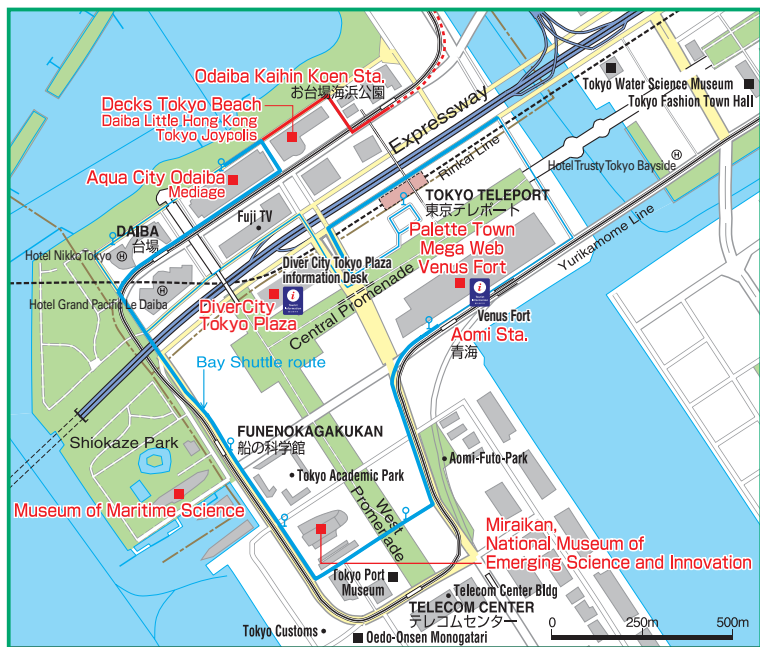 Odaiba Kaihin Koen Sta.
お台場海浜公園
Decks Tokyo Beach
Daiba Little Hong Kong
Tokyo Joypolis
Tokyo Water Science Museum
Tokyo Fashion Town Hall
Expressway
Rinkai Line
Hotel Trusty Tokyo Bayside
H
Aqua City Odaiba
Mediage
TOKYO TELEPORT
東京テレポート
Fuji TV
DAIBA
台場
Hotel Nikko Tokyo
H
Palette Town
Mega Web
Venus Fort
Yurikamome Line
Diver City Tokyo Plaza
Information Desk
i
i
Hotel Grand Pacific Le Daiba
H
DiverCity
Tokyo Plaza
Central Promenade
Venus Fort
Aomi Sta.
青海
Bay Shuttle route
FUNENOKAGAKUKAN
船の科学館
Shiokaze Park
Tokyo Academic Park
Aomi-Futo-Park
Museum of Maritime Science
West
Promenade
Miraikan,
National Museum of
Emerging Science and Innovation
Tokyo Port
Museum
Telecom Center Bldg
TELECOM CENTER
テレコムセンター
Tokyo Customs
Oedo-Onsen Monogatari
0 250m 500m